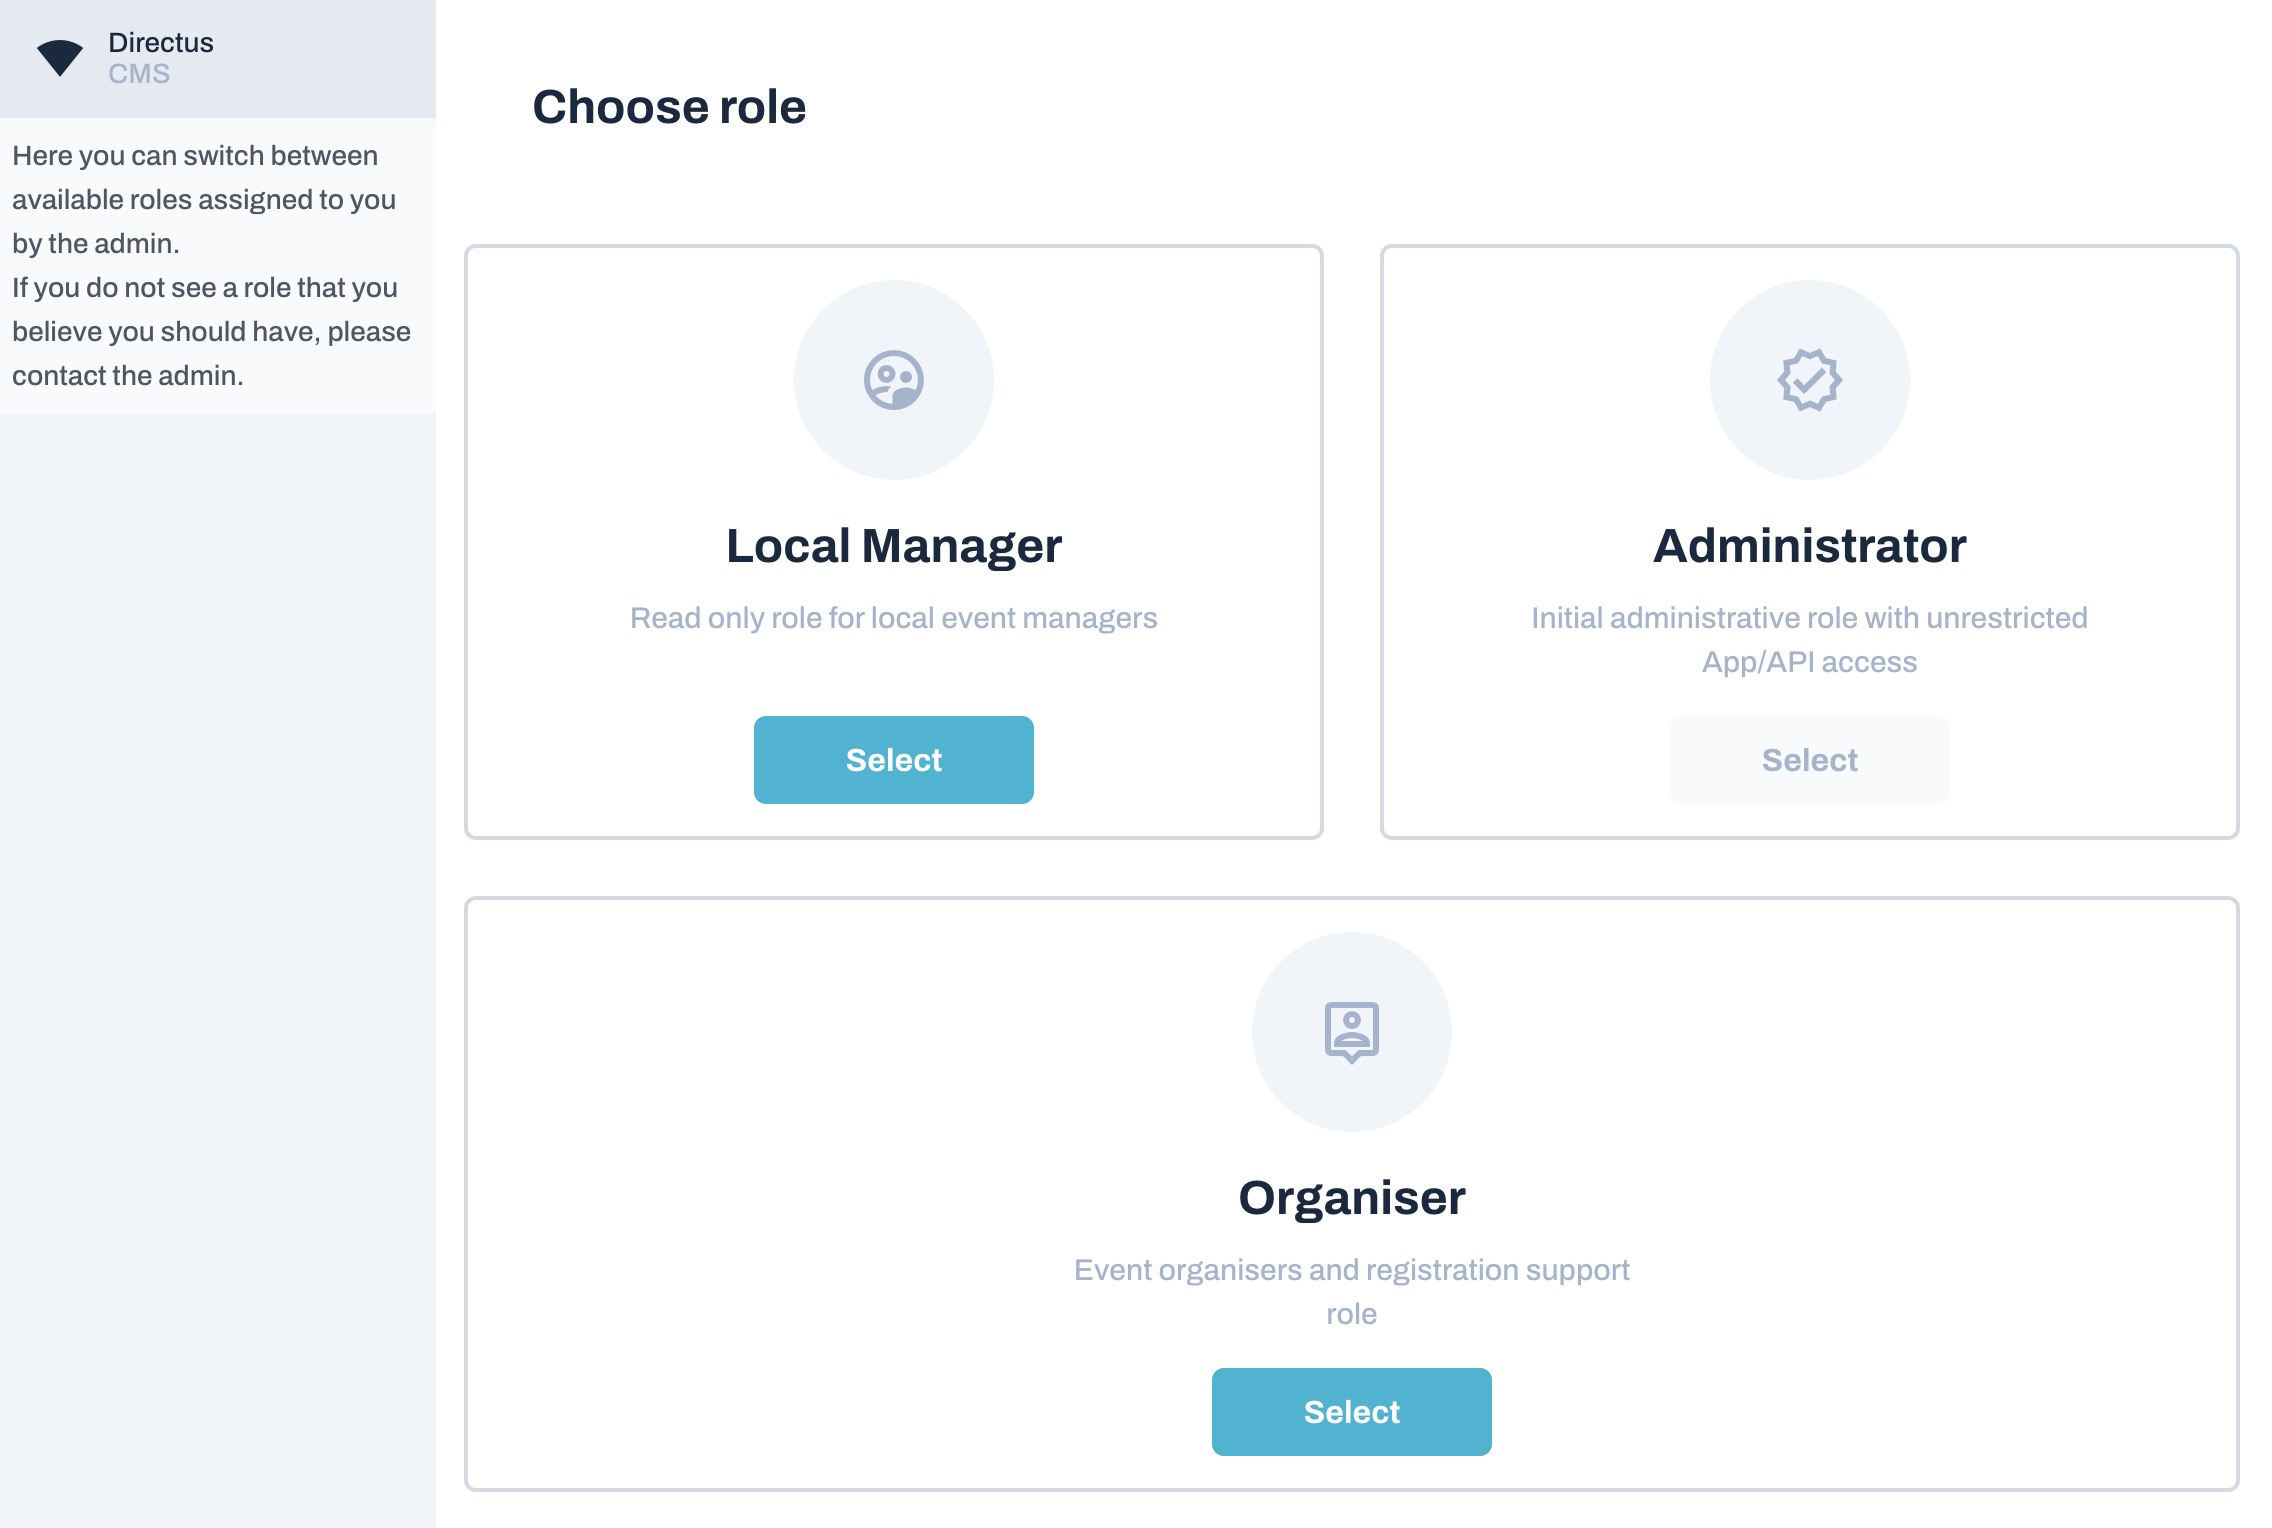 Directus
CMS
Here you can switch between
available roles assigned to you
by the admin.
If you do not see a role that you
believe you should have, please
contact the admin.
Choose role
Local Manager
Read only role for local event managers
Select
Administrator
Initial administrative role with unrestricted
App/API access
Select
Organiser
Event organisers and registration support
role
Select